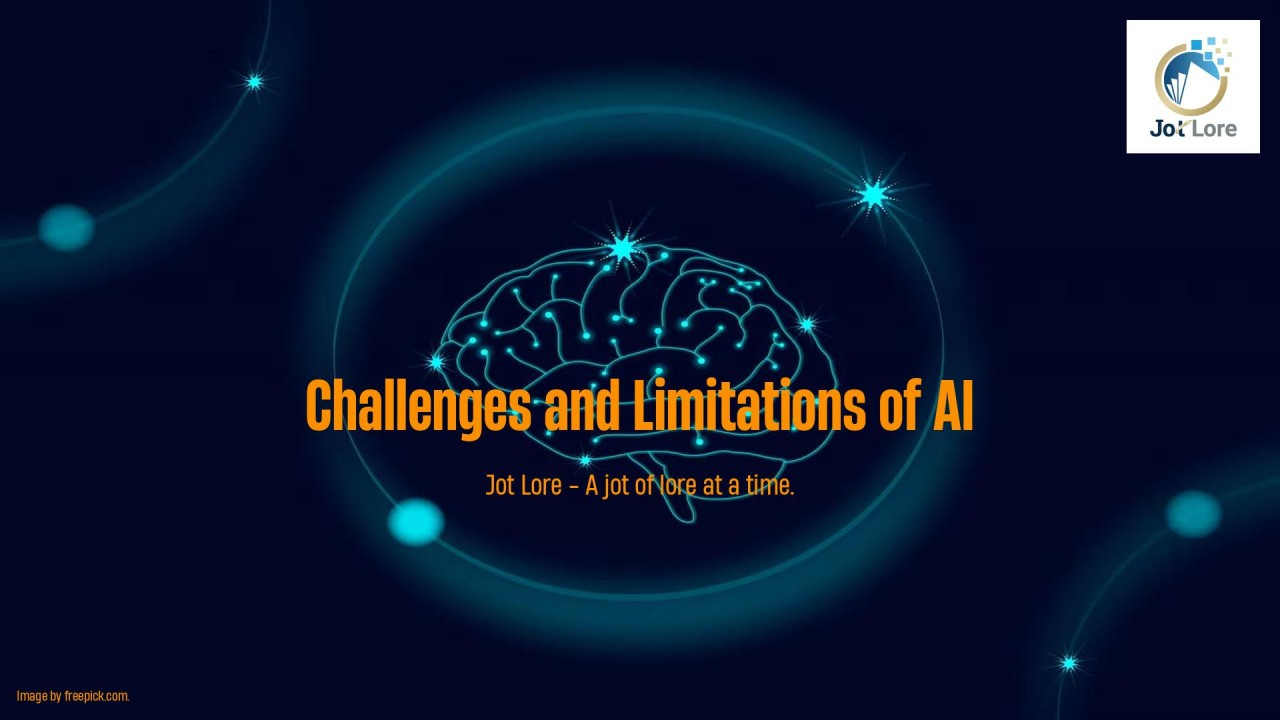 Jot Lore
Challenges and Limitations of AI
Jot Lore - A jot of lore at a time.
Image by freepick.com.